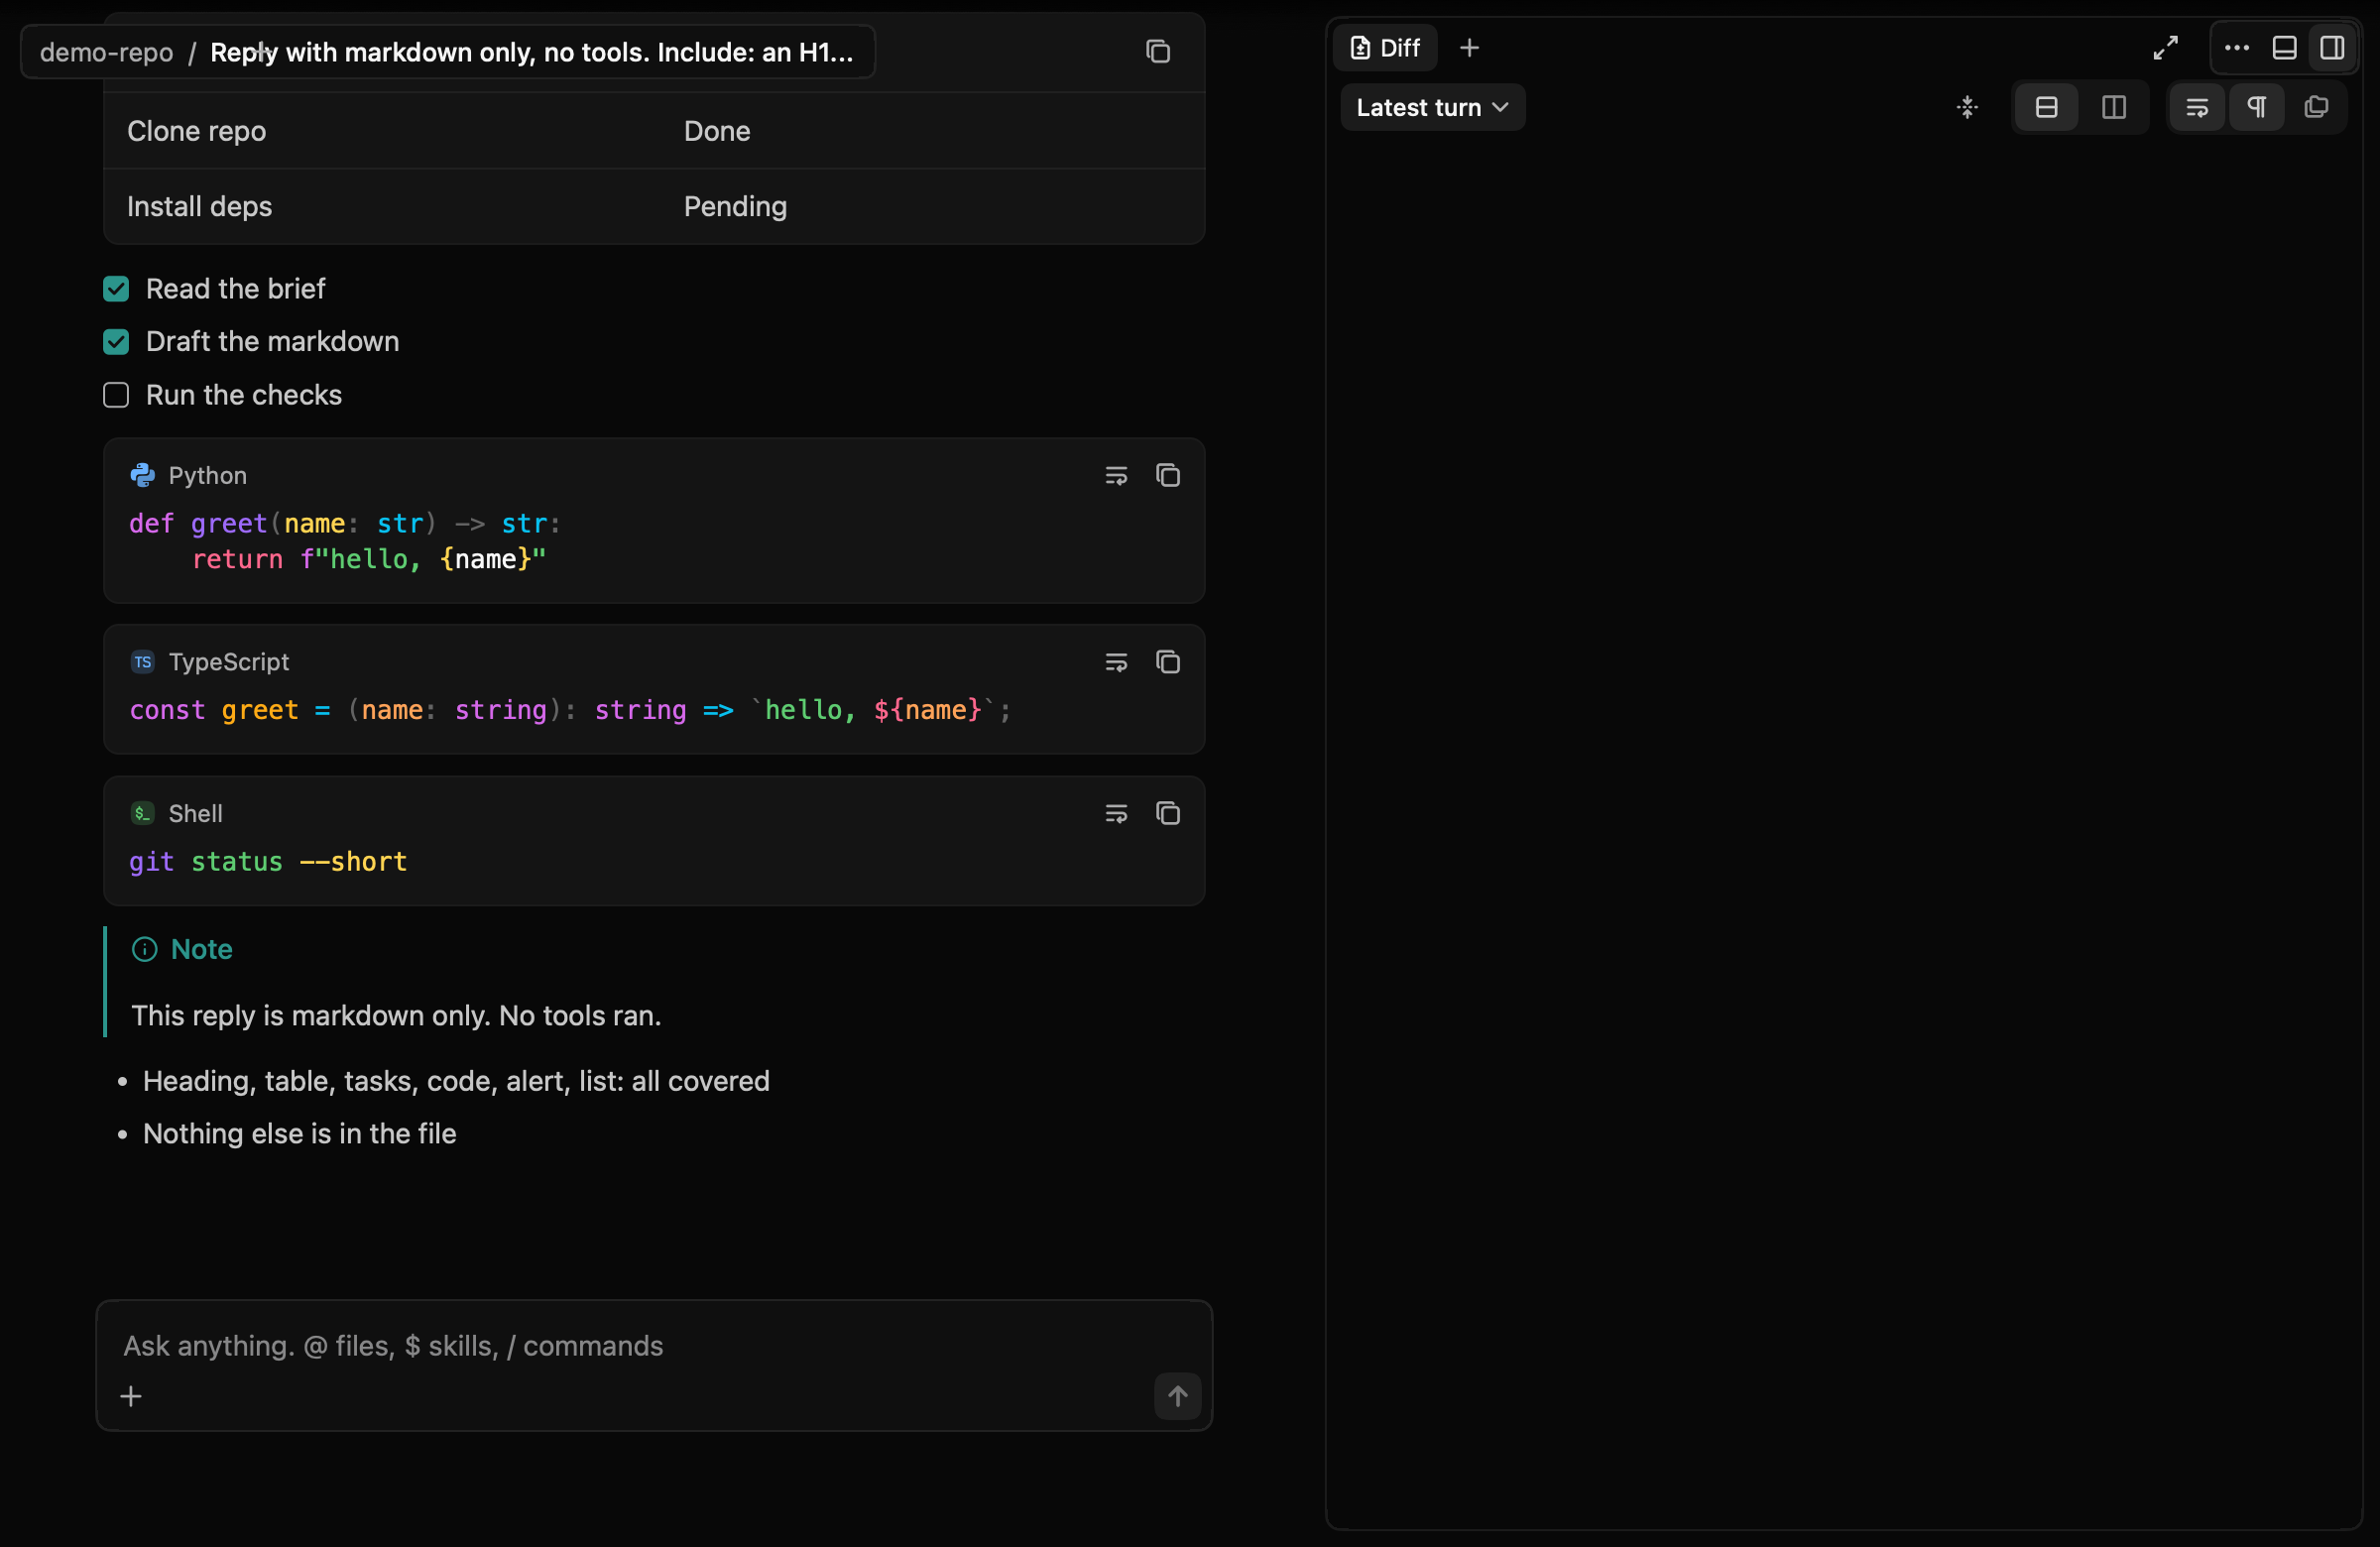 demo-repo / Reply with markdown only, no tools. Include: an H1...
Clone repo Done
Install deps Pending
Read the brief
Draft the markdown
Run the checks
Python
def greet(name: str) -> str:
    return f"hello, {name}"
TS TypeScript
const greet = (name: string): string => `hello, ${name}`;
$_ Shell
git status --short
Note
This reply is markdown only. No tools ran.
• Heading, table, tasks, code, alert, list: all covered
• Nothing else is in the file
Ask anything. @ files, $ skills, / commands
Diff
Latest turn